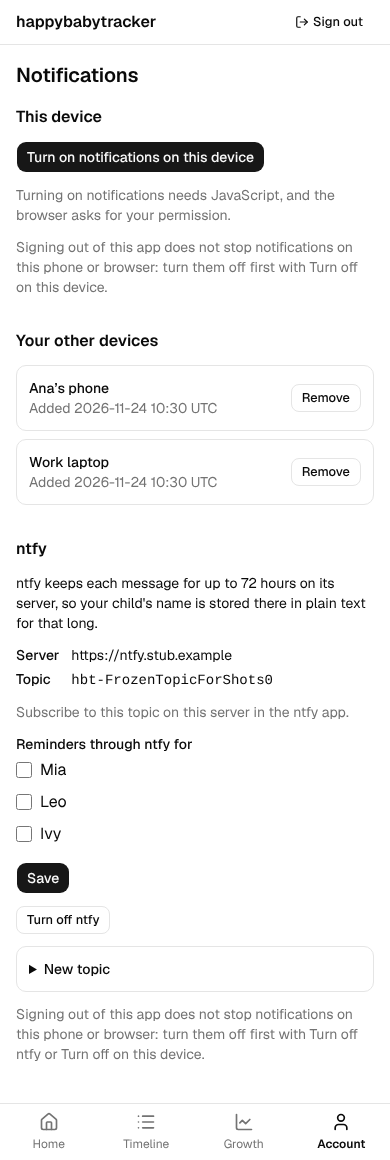 happybabytracker
Sign out
Notifications
This device
Turn on notifications on this device
Turning on notifications needs JavaScript, and the
browser asks for your permission.
Signing out of this app does not stop notifications on
this phone or browser: turn them off first with Turn off
on this device.
Your other devices
Ana's phone
Added 2026-11-24 10:30 UTC
Remove
Work laptop
Added 2026-11-24 10:30 UTC
Remove
ntfy
ntfy keeps each message for up to 72 hours on its
server, so your child's name is stored there in plain text
for that long.
Server https://ntfy.stub.example
Topic hbt-FrozenTopicForShots0
Subscribe to this topic on this server in the ntfy app.
Reminders through ntfy for
Mia
Leo
Ivy
Save
Turn off ntfy
New topic
Signing out of this app does not stop notifications on
this phone or browser: turn them off first with Turn off
ntfy or Turn off on this device.
Home Timeline Growth Account